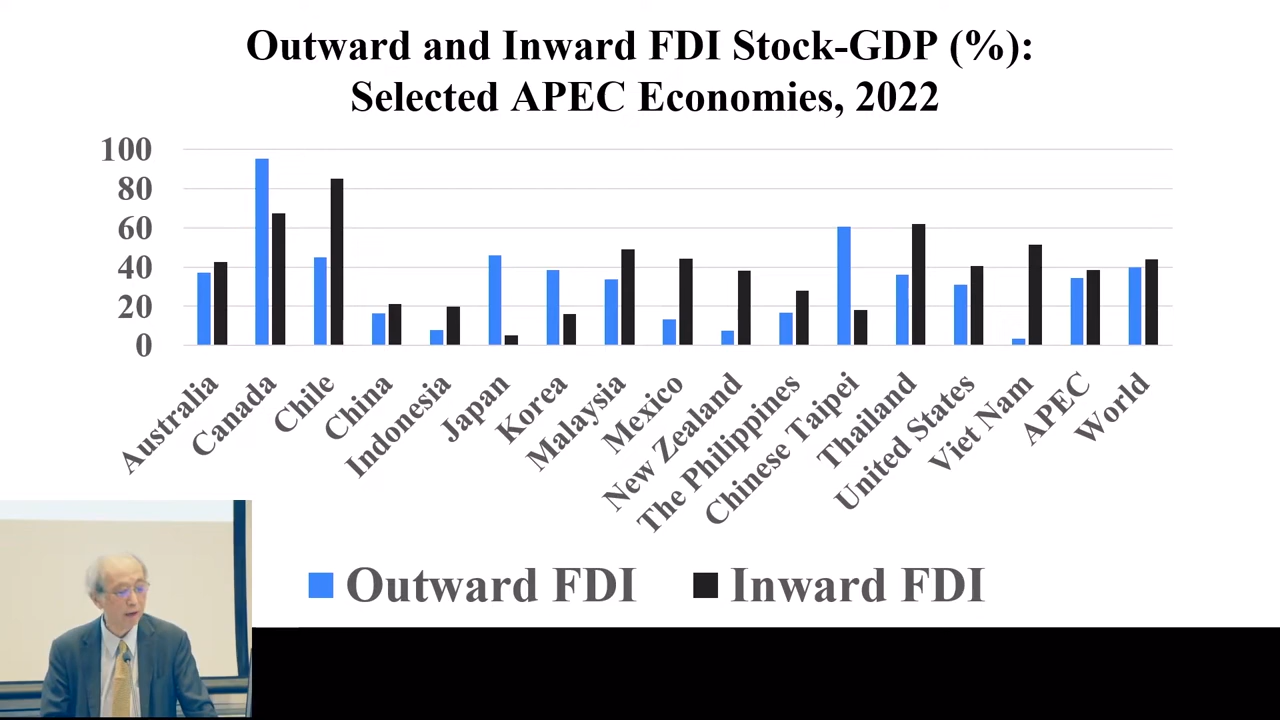 Outward and Inward FDI Stock-GDP (%):
Selected APEC Economies, 2022
100
80
60
40
20
0
Australia
Canada
Chile
China
Indonesia
Japan
Korea
Malaysia
Mexico
New Zealand
The Philippines
Chinese Taipei
Thailand
United States
Viet Nam
APEC
World
Outward FDI
Inward FDI